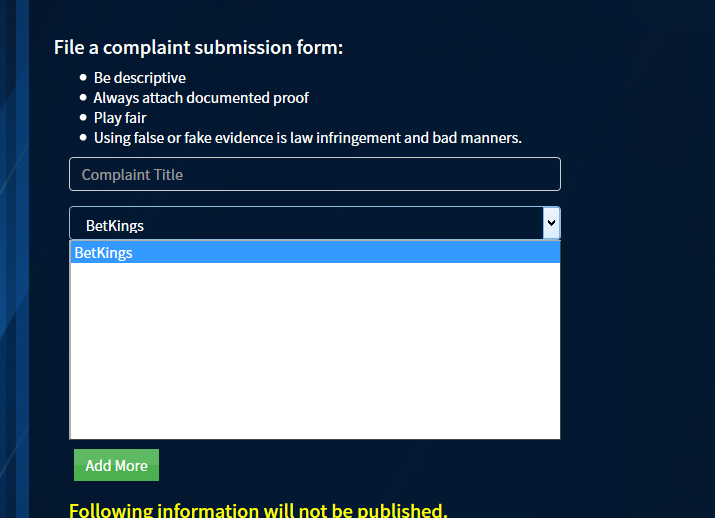 File a complaint submission form:
Be descriptive
Always attach documented proof
Play fair
Using false or fake evidence is law infringement and bad manners.
Complaint Title
BetKings
BetKings
Add More
Following information will not be published.